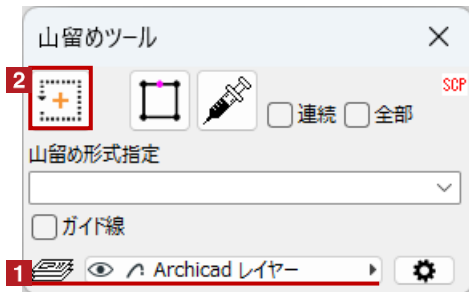 山留めツール
2
SCP
連続 全部
山留め形式指定
ガイド線
1 Archicad レイヤー